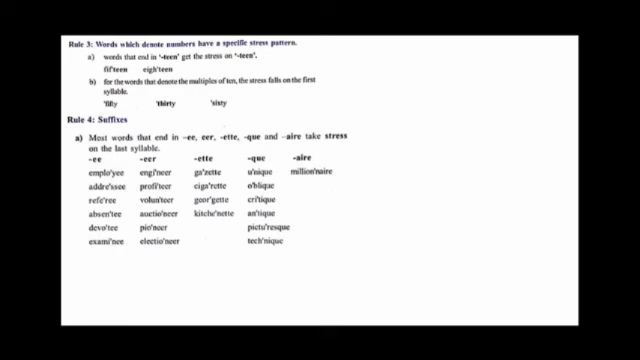 Rule 3: Words which denote numbers have a specific stress pattern.
a) words that end in '-teen' get the stress on '-teen'.
fif'teen eigh'teen
b) for the words that denote the multiples of ten, the stress falls on the first
syllable.
'fifty 'thirty 'sixty
Rule 4: Suffixes
a) Most words that end in -ee, eer, -ette, -que and -aire take stress
on the last syllable.
-ee -eer -ette -que -aire
emplo'yee engi'neer ga'zette u'nique million'naire
addre'ssee profi'teer ciga'rette o'blique
refe'ree volun'teer geor'gette cri'tique
absen'tee auctio'neer kitche'nette an'tique
devo'tee pio'neer pictu'resque
exami'nee electio'neer tech'nique